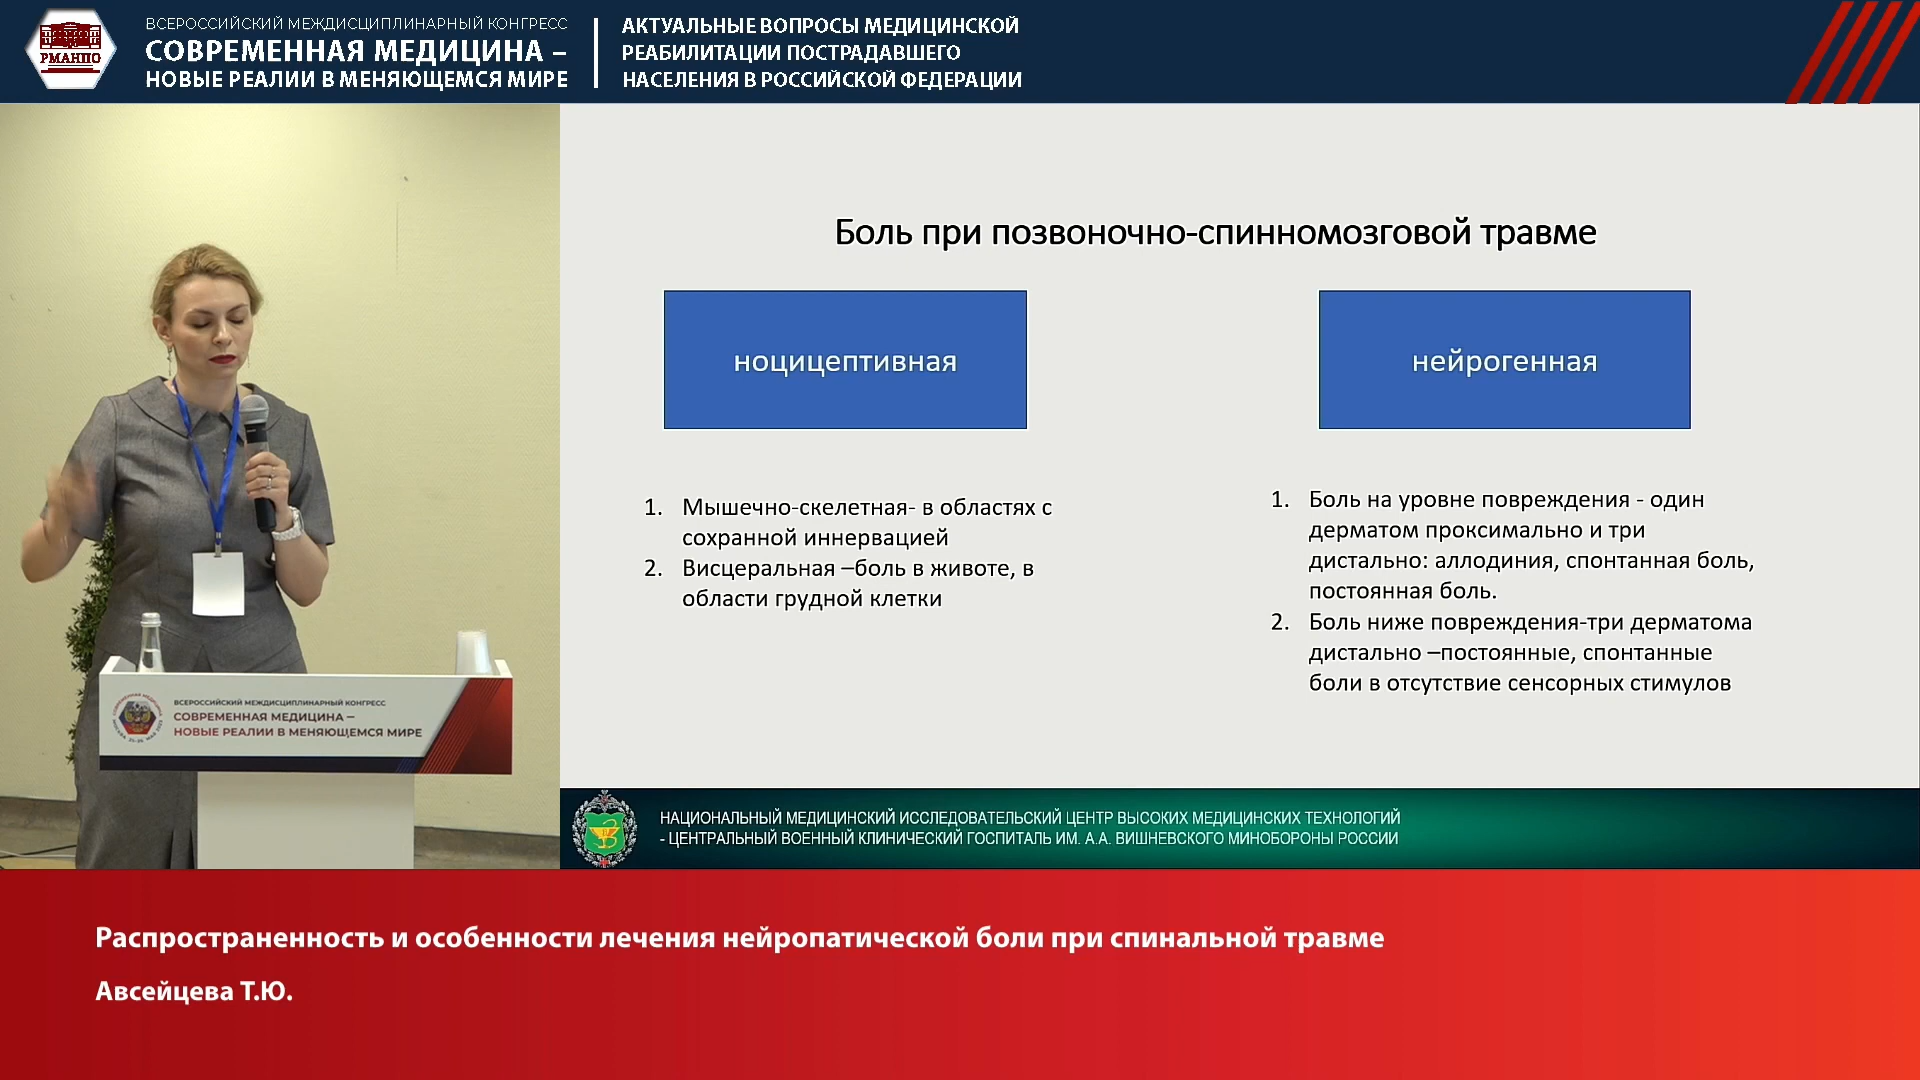 РМАНПО
ВСЕРОССИЙСКИЙ МЕЖДИСЦИПЛИНАРНЫЙ КОНГРЕСС
СОВРЕМЕННАЯ МЕДИЦИНА –
НОВЫЕ РЕАЛИИ В МЕНЯЮЩЕМСЯ МИРЕ
АКТУАЛЬНЫЕ ВОПРОСЫ МЕДИЦИНСКОЙ
РЕАБИЛИТАЦИИ ПОСТРАДАВШЕГО
НАСЕЛЕНИЯ В РОССИЙСКОЙ ФЕДЕРАЦИИ
Боль при позвоночно-спинномозговой травме
ноцицептивная
1. Мышечно-скелетная- в областях с
сохранной иннервацией
2. Висцеральная –боль в животе, в
области грудной клетки
нейрогенная
1. Боль на уровне повреждения - один
дерматом проксимально и три
дистально: аллодиния, спонтанная боль,
постоянная боль.
2. Боль ниже повреждения-три дерматома
дистально –постоянные, спонтанные
боли в отсутствие сенсорных стимулов
ВСЕРОССИЙСКИЙ МЕЖДИСЦИПЛИНАРНЫЙ КОНГРЕСС
СОВРЕМЕННАЯ МЕДИЦИНА –
НОВЫЕ РЕАЛИИ В МЕНЯЮЩЕМСЯ МИРЕ
НАЦИОНАЛЬНЫЙ МЕДИЦИНСКИЙ ИССЛЕДОВАТЕЛЬСКИЙ ЦЕНТР ВЫСОКИХ МЕДИЦИНСКИХ ТЕХНОЛОГИЙ
- ЦЕНТРАЛЬНЫЙ ВОЕННЫЙ КЛИНИЧЕСКИЙ ГОСПИТАЛЬ ИМ. А.А. ВИШНЕВСКОГО МИНОБОРОНЫ РОССИИ
Распространенность и особенности лечения нейропатической боли при спинальной травме
Авсейцева Т.Ю.